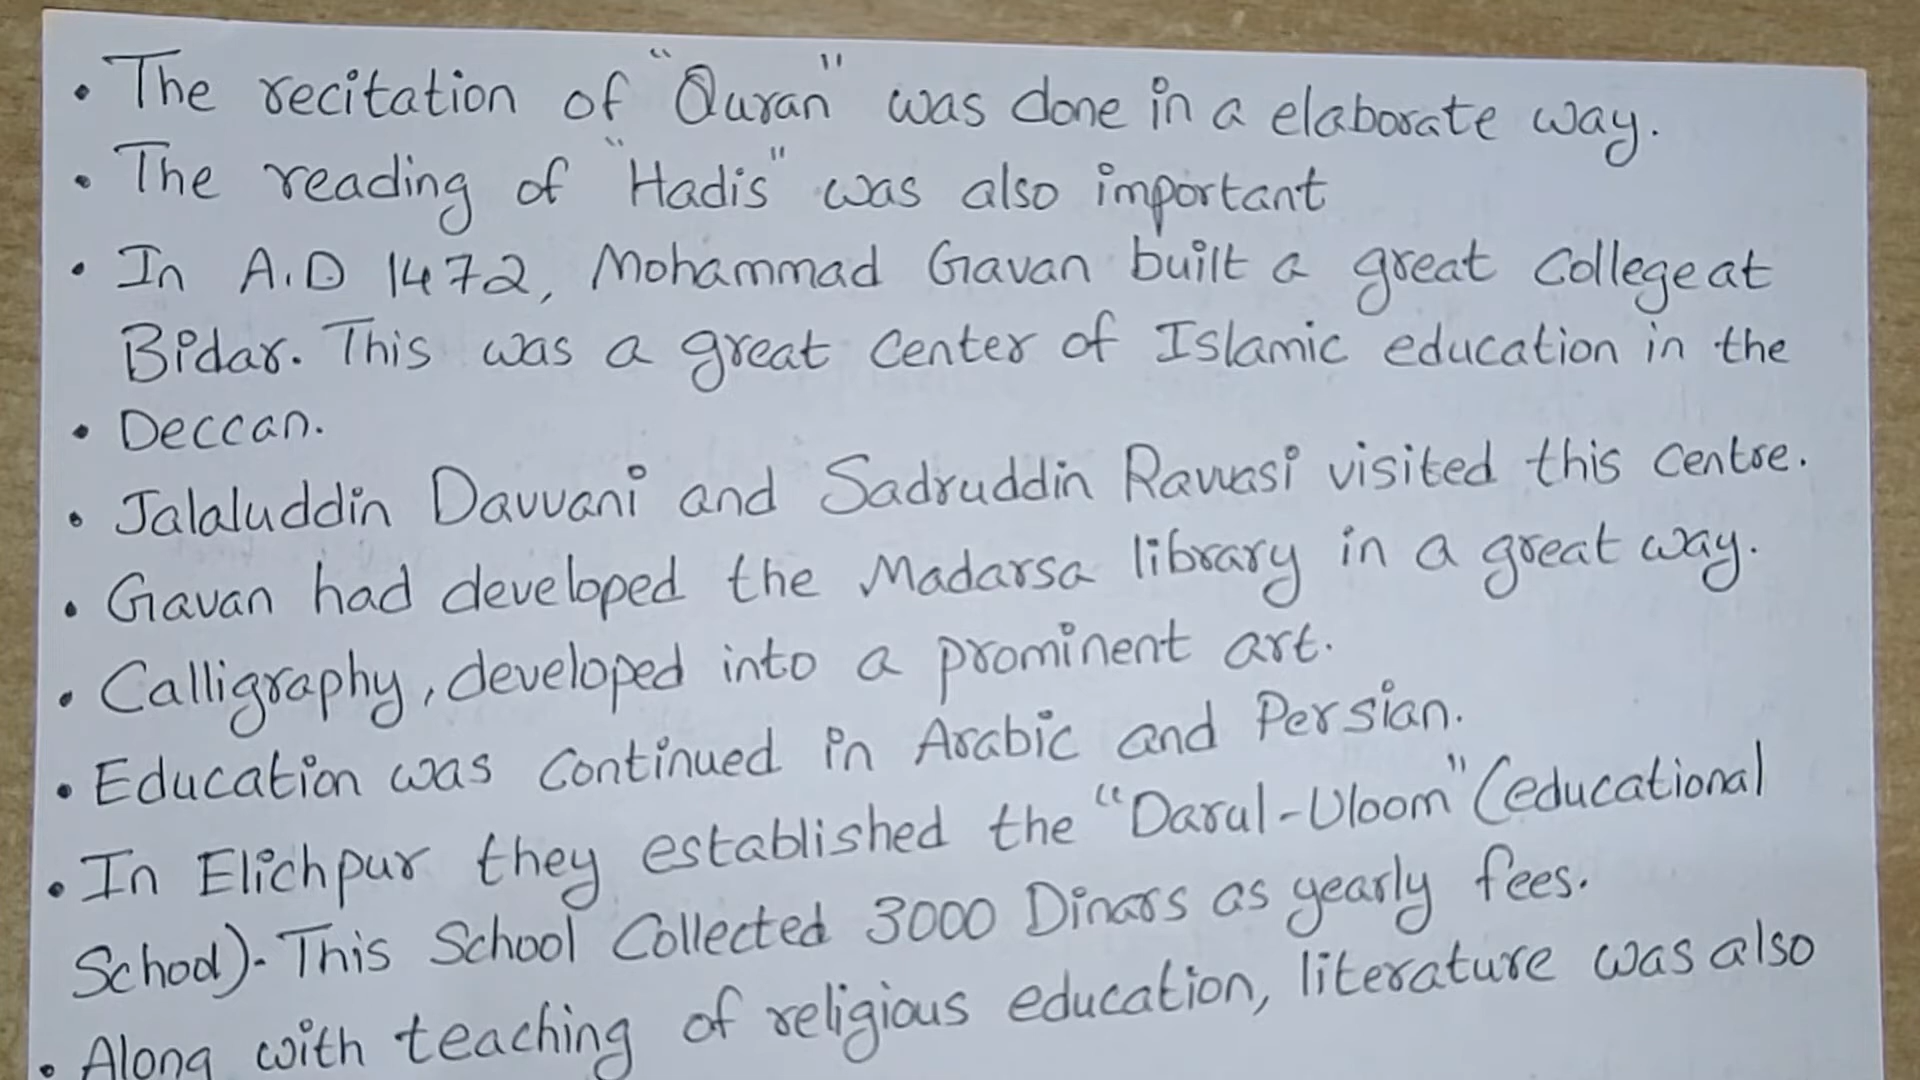 • The recitation of "Quran" was done in a elaborate way.
• The reading of "Hadis" was also important
• In A.D 1472, Mohammad Gavan built a great College at
Bidar. This was a great Center of Islamic education in the
• Deccan.
• Jalaluddin Davvani and Sadruddin Ravvasi visited this Centre.
• Gavan had developed the Madarsa library in a great way.
• Calligraphy, developed into a prominent art.
• Education was Continued in Arabic and Persian.
• In Elichpur they established the "Darul-Uloom" (educational
School)- This School Collected 3000 Dinars as yearly fees.
• Along with teaching of religious education, literature was also